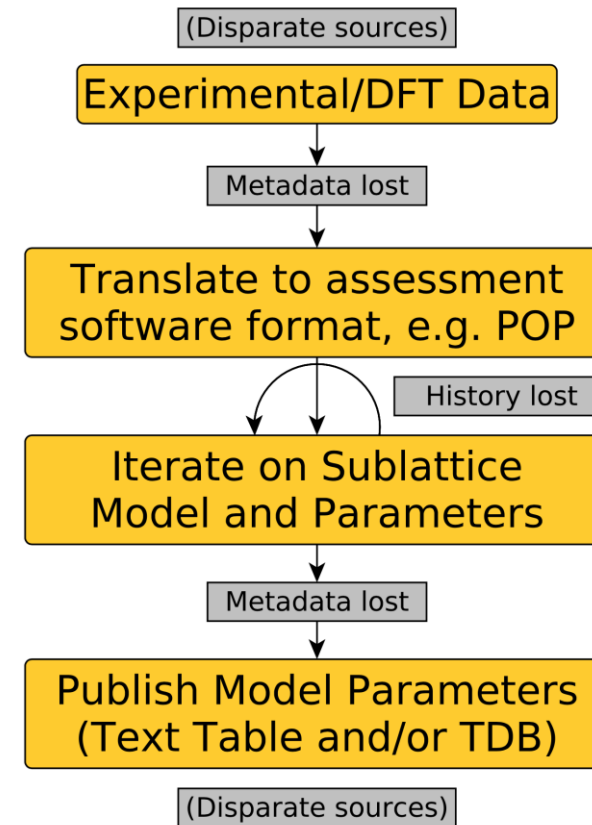 (Disparate sources)
Experimental/DFT Data
Metadata lost
Translate to assessment
software format, e.g. POP
History lost
Iterate on Sublattice
Model and Parameters
Metadata lost
Publish Model Parameters
(Text Table and/or TDB)
(Disparate sources)